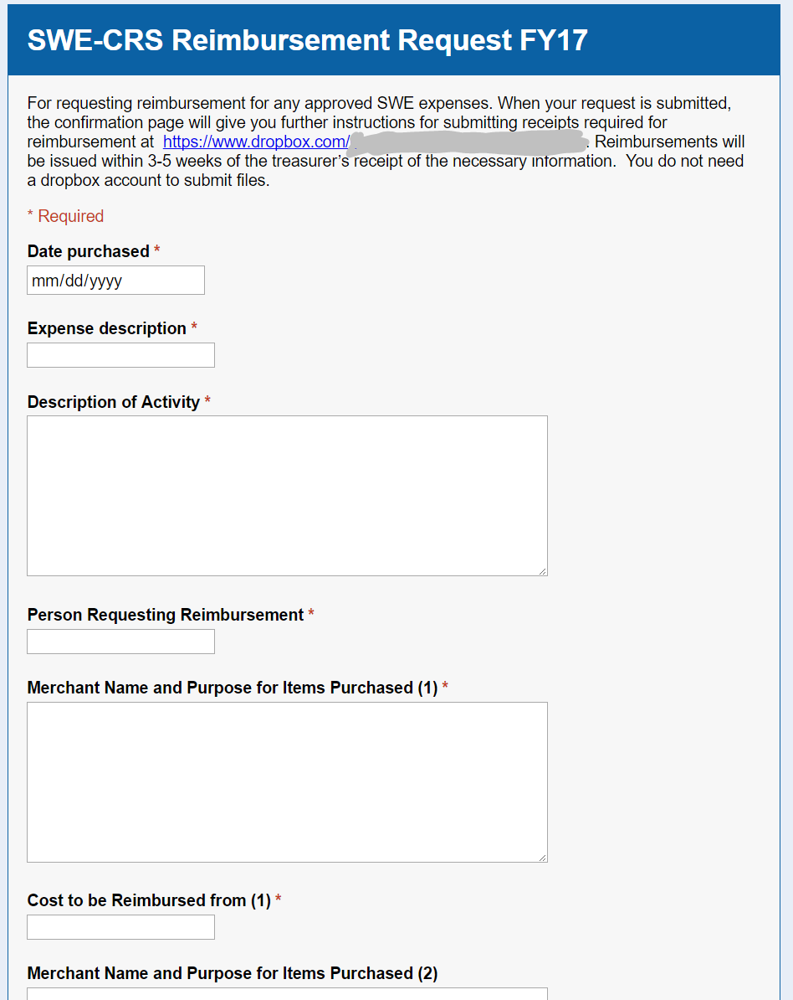 SWE-CRS Reimbursement Request FY17
For requesting reimbursement for any approved SWE expenses. When your request is submitted,
the confirmation page will give you further instructions for submitting receipts required for
reimbursement at https://www.dropbox.com/ . Reimbursements will
be issued within 3-5 weeks of the treasurer's receipt of the necessary information. You do not need
a dropbox account to submit files.
* Required
Date purchased *
mm/dd/yyyy
Expense description *
Description of Activity *
Person Requesting Reimbursement *
Merchant Name and Purpose for Items Purchased (1) *
Cost to be Reimbursed from (1) *
Merchant Name and Purpose for Items Purchased (2)